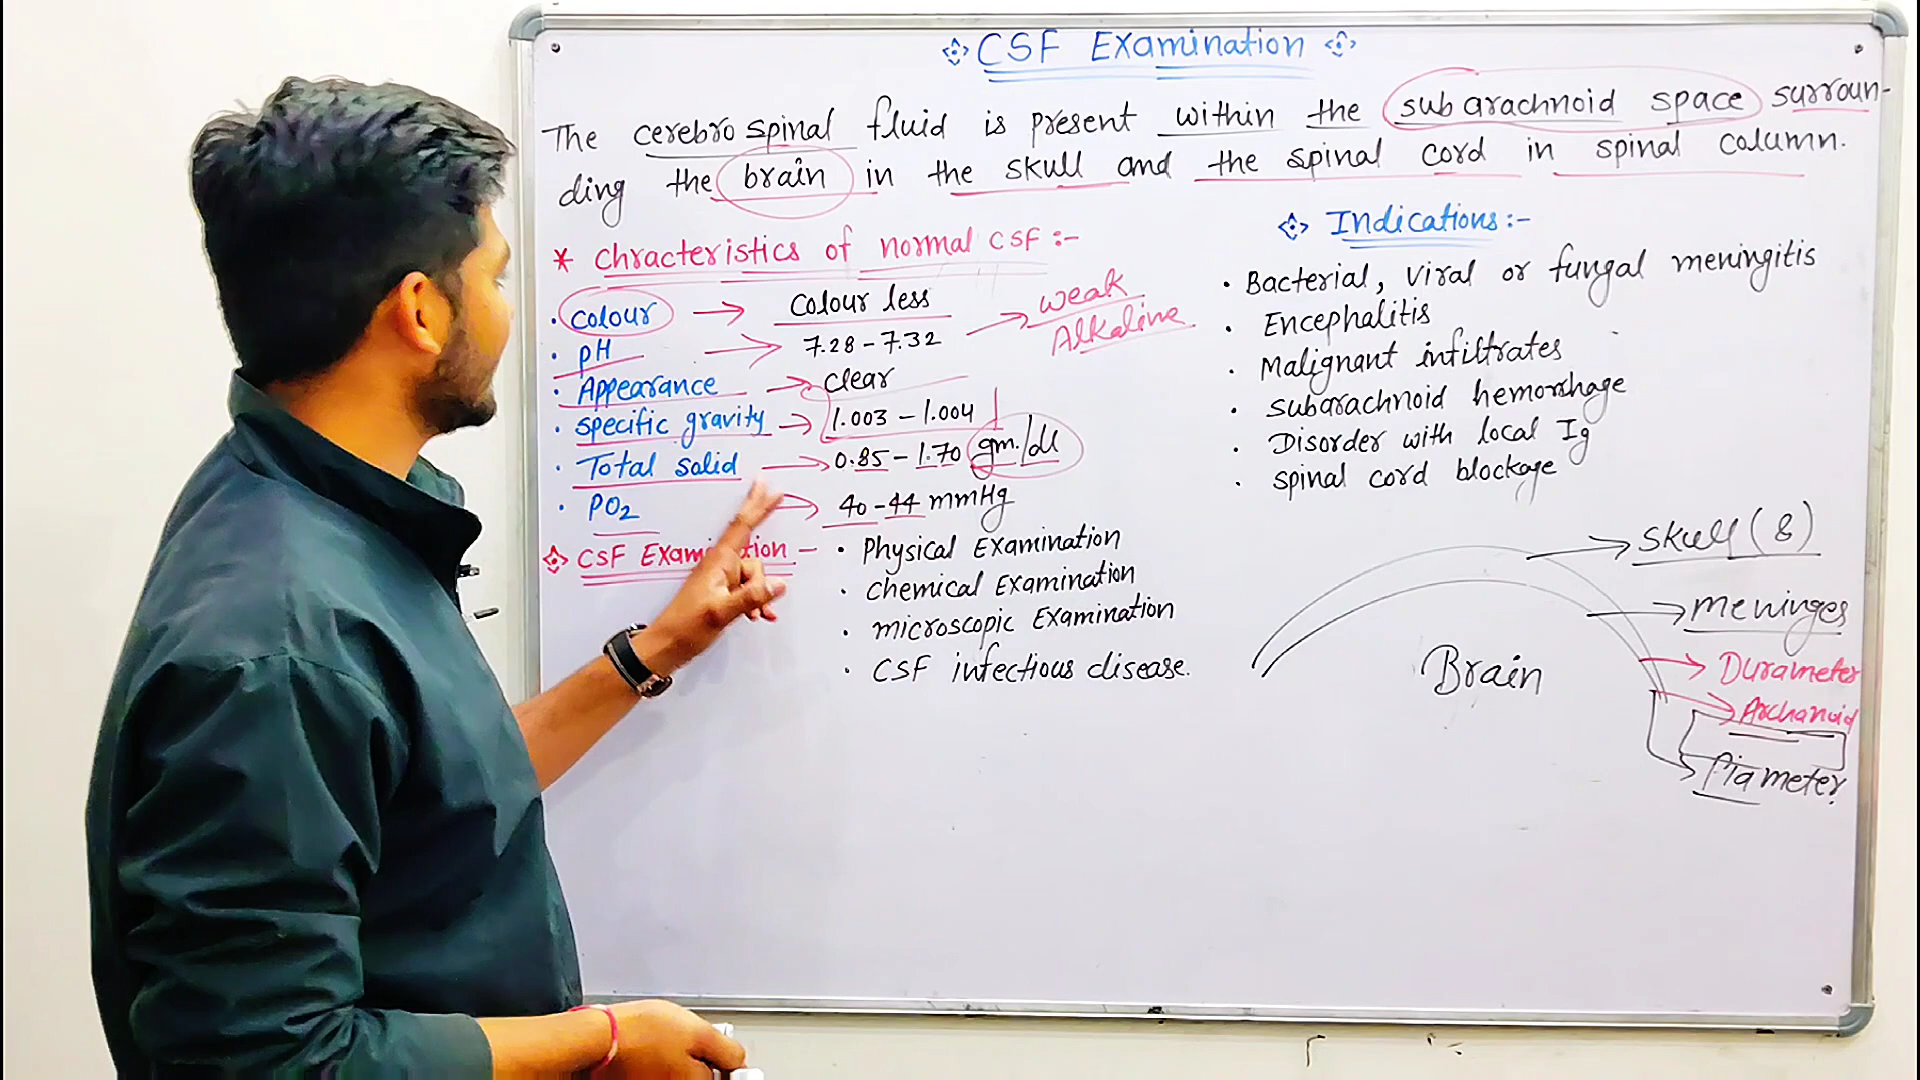 CSF Examination
The cerebro spinal fluid is present within the sub arachnoid space surroun-
ding the brain in the skull and the spinal cord in spinal column.
* Chracteristics of normal CSF :-
· Colour → Colour less
· pH → 7.28 - 7.32 → weak Alkaline
· Appearance → clear
· specific gravity → 1.003 - 1.004
· Total solid → 0.85 - 1.70 gm./dl
· PO2 → 40 - 44 mmHg
CSF Examination -
· Physical Examination
· chemical Examination
· microscopic Examination
· CSF infectious disease.
Indications :-
· Bacterial, Viral or fungal meningitis
· Encephalitis
· Malignant infiltrates
· subarachnoid hemorrhage
· Disorder with local Ig
· spinal cord blockage
→ Skull (8)
→ Meninges
Brain
→ Durameter
→ Archanoid
→ Piameter